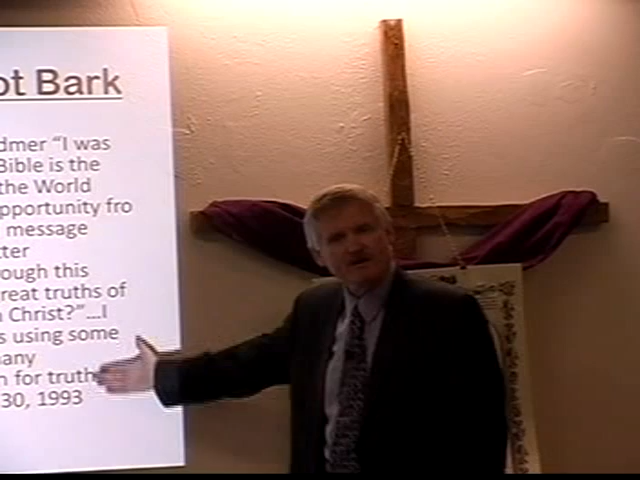 ot Bark
dmer “I was
Bible is the
the World
pportunity fro
message
tter
rough this
reat truths of
Christ?”...I
s using some
any
n for truth
30, 1993